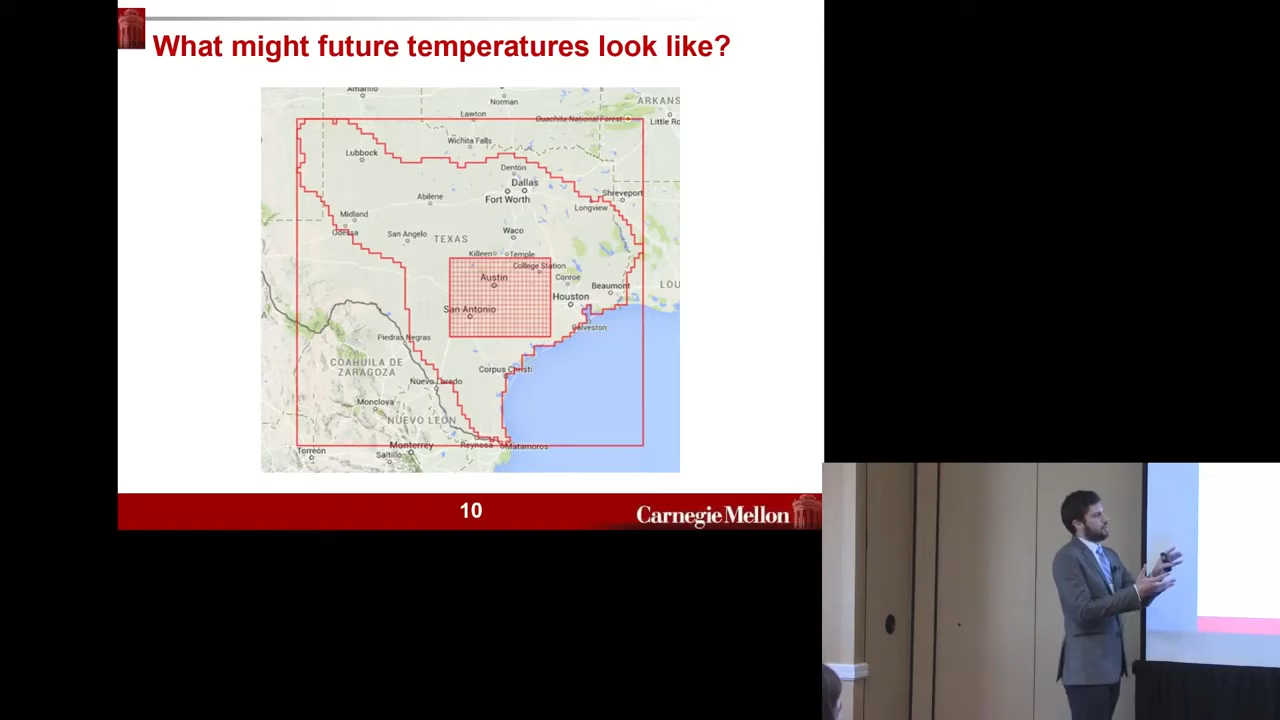 What might future temperatures look like?
Amarillo
Norman
ARKANS
Lawton
Ouachita National Forest
Little Ro
Wichita Falls
Lubbock
Denton
Dallas
Fort Worth
Abilene
Shreveport
Longview
Midland
Odessa
San Angelo
TEXAS
Waco
Killeen
Temple
College Station
Austin
Conroe
Beaumont
LOU
Houston
San Antonio
Galveston
Piedras Negras
COAHUILA DE
ZARAGOZA
Corpus Christi
Nuevo Laredo
Monclova
NUEVO LEON
Monterrey
Reynosa
Matamoros
Torreón
Saltillo
10
Carnegie Mellon